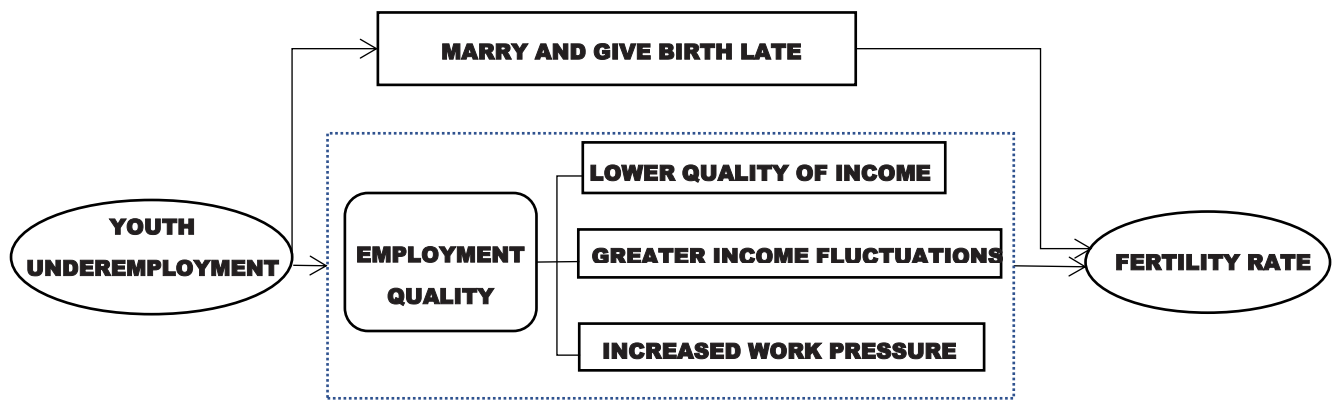 MARRY AND GIVE BIRTH LATE
LOWER QUALITY OF INCOME
YOUTH
UNDEREMPLOYMENT
EMPLOYMENT
QUALITY
GREATER INCOME FLUCTUATIONS
FERTILITY RATE
INCREASED WORK PRESSURE